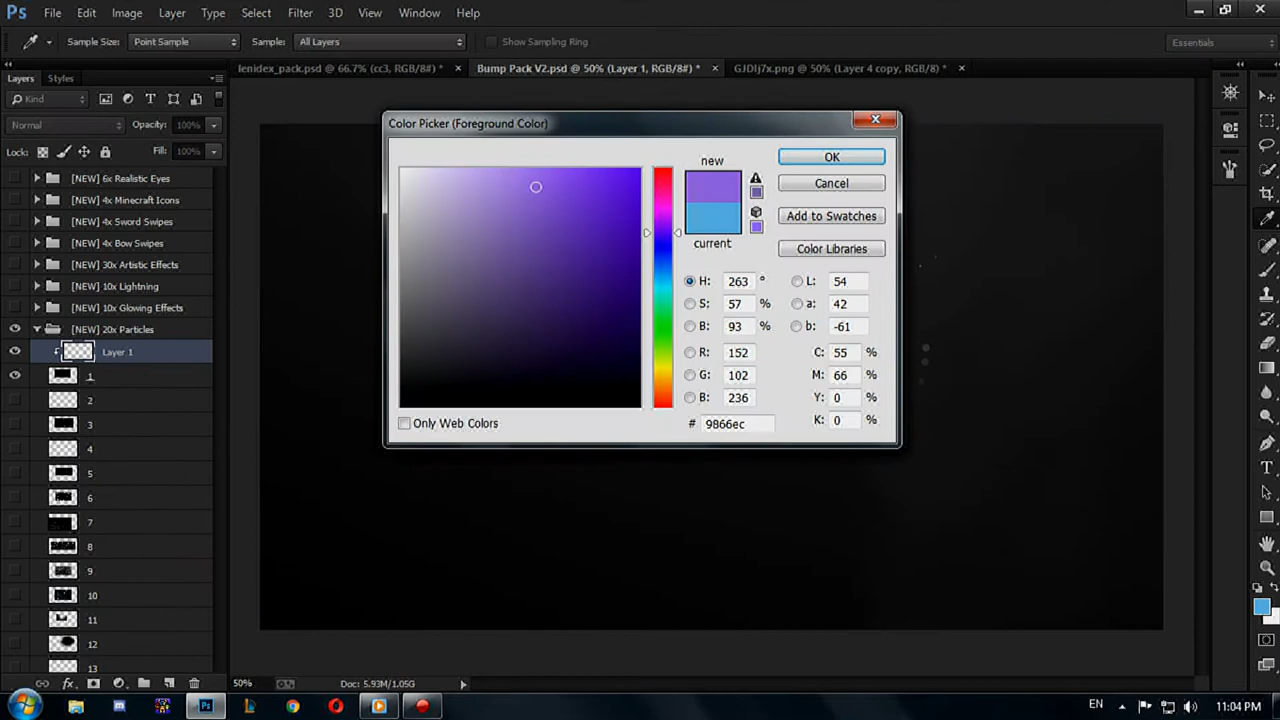 Ps File Edit Image Layer Type Select Filter 3D View Window Help
Sample Size: Point Sample Sample: All Layers Show Sampling Ring Essentials
Layers Styles
lenidex_pack.psd @ 66.7% (cc3, RGB/8#) * × Bump Pack V2.psd @ 50% (Layer 1, RGB/8#) * × GJDIj7x.png @ 50% (Layer 4 copy, RGB/8) * ×
Kind
Normal Opacity: 100%
Lock: Fill: 100%
[NEW] 6x Realistic Eyes
[NEW] 4x Minecraft Icons
[NEW] 4x Sword Swipes
[NEW] 4x Bow Swipes
[NEW] 30x Artistic Effects
[NEW] 10x Lightning
[NEW] 10x Glowing Effects
[NEW] 20x Particles
Layer 1
1
2
3
4
5
6
7
8
9
10
11
12
13
Color Picker (Foreground Color)
new
current
OK
Cancel
Add to Swatches
Color Libraries
H: 263 ° L: 54
S: 57 % a: 42
B: 93 % b: -61
R: 152 C: 55 %
G: 102 M: 66 %
B: 236 Y: 0 %
# 9866ec K: 0 %
Only Web Colors
fx
50% Doc: 5.93M/1.05G
Ps EN 11:04 PM